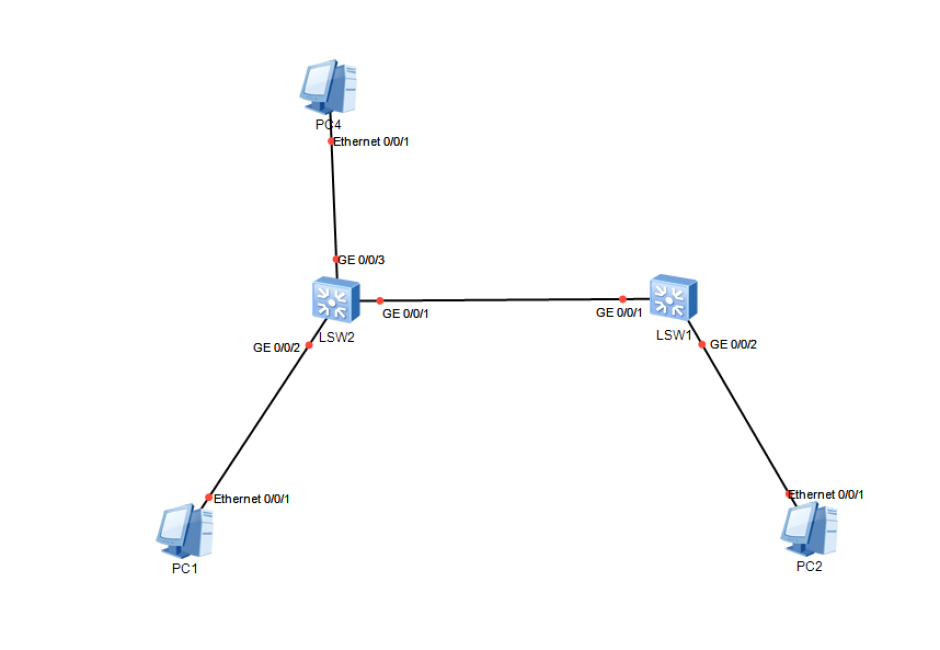 PC4
Ethernet 0/0/1
GE 0/0/3
GE 0/0/1
GE 0/0/1
LSW2
LSW1
GE 0/0/2
GE 0/0/2
Ethernet 0/0/1
Ethernet 0/0/1
PC1
PC2